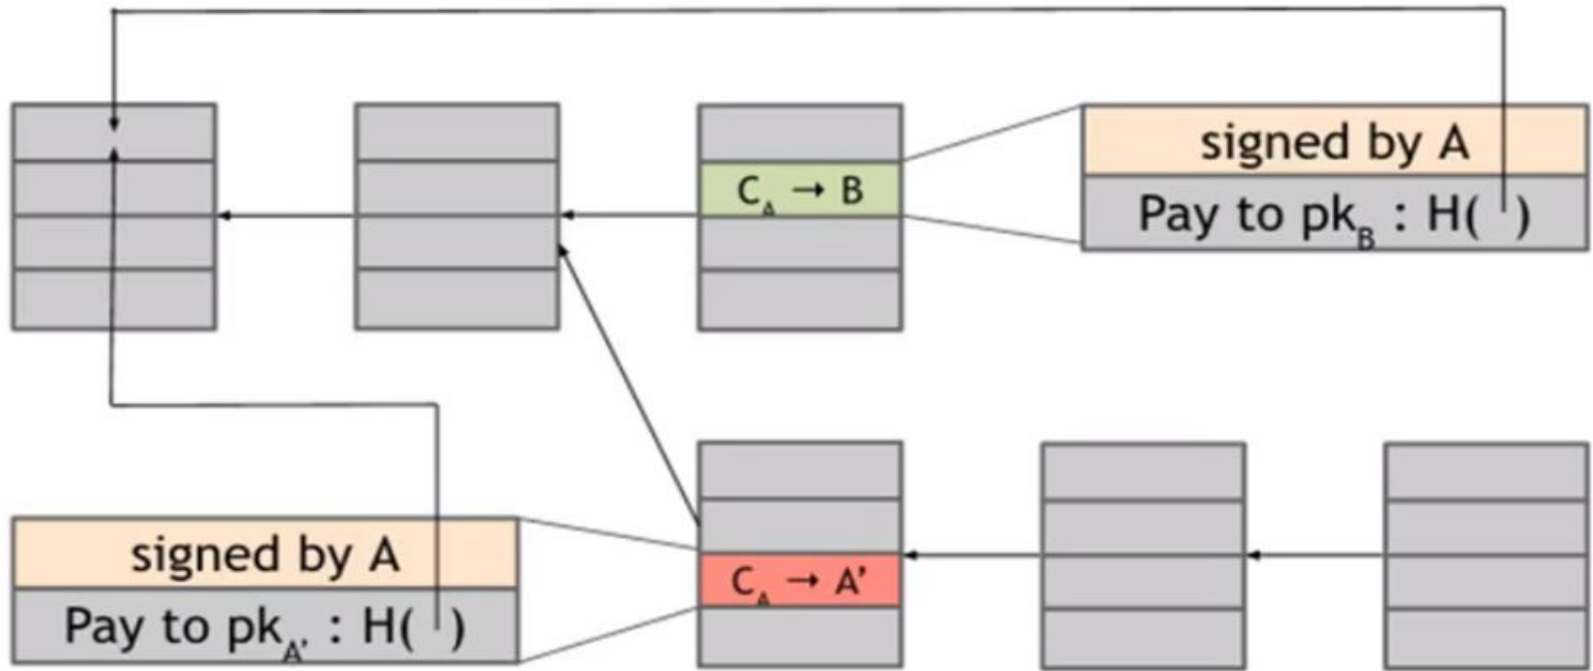 signed by A
C_A → B
Pay to pk_B : H( )
signed by A
C_A → A’
Pay to pk_A’ : H( )